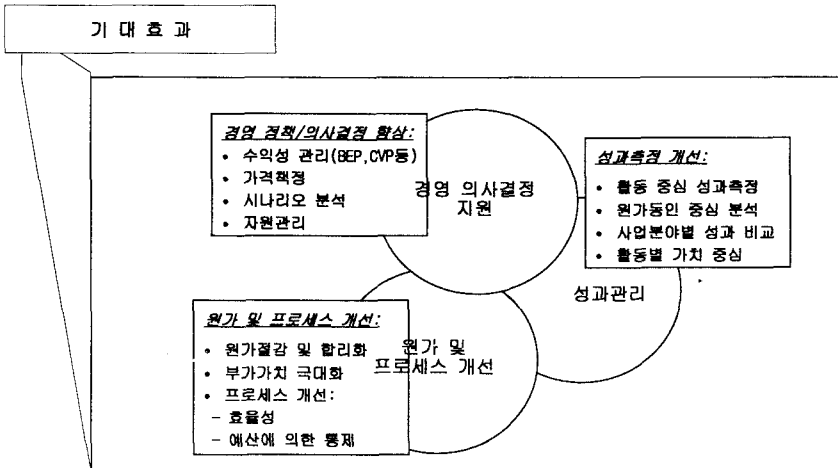 기 대 효 과
경영 정책/의사결정 향상:
• 수익성 관리(BEP,CVP등)
• 가격책정
• 시나리오 분석
• 자원관리
경영 의사결정
지원
성과측정 개선:
• 활동 중심 성과측정
• 원가동인 중심 분석
• 사업분야별 성과 비교
• 활동별 가치 중심
성과관리
원가 및 프로세스 개선:
• 원가절감 및 합리화
• 부가가치 극대화
• 프로세스 개선:
– 효율성
– 예산에 의한 통제
원가 및
프로세스 개선